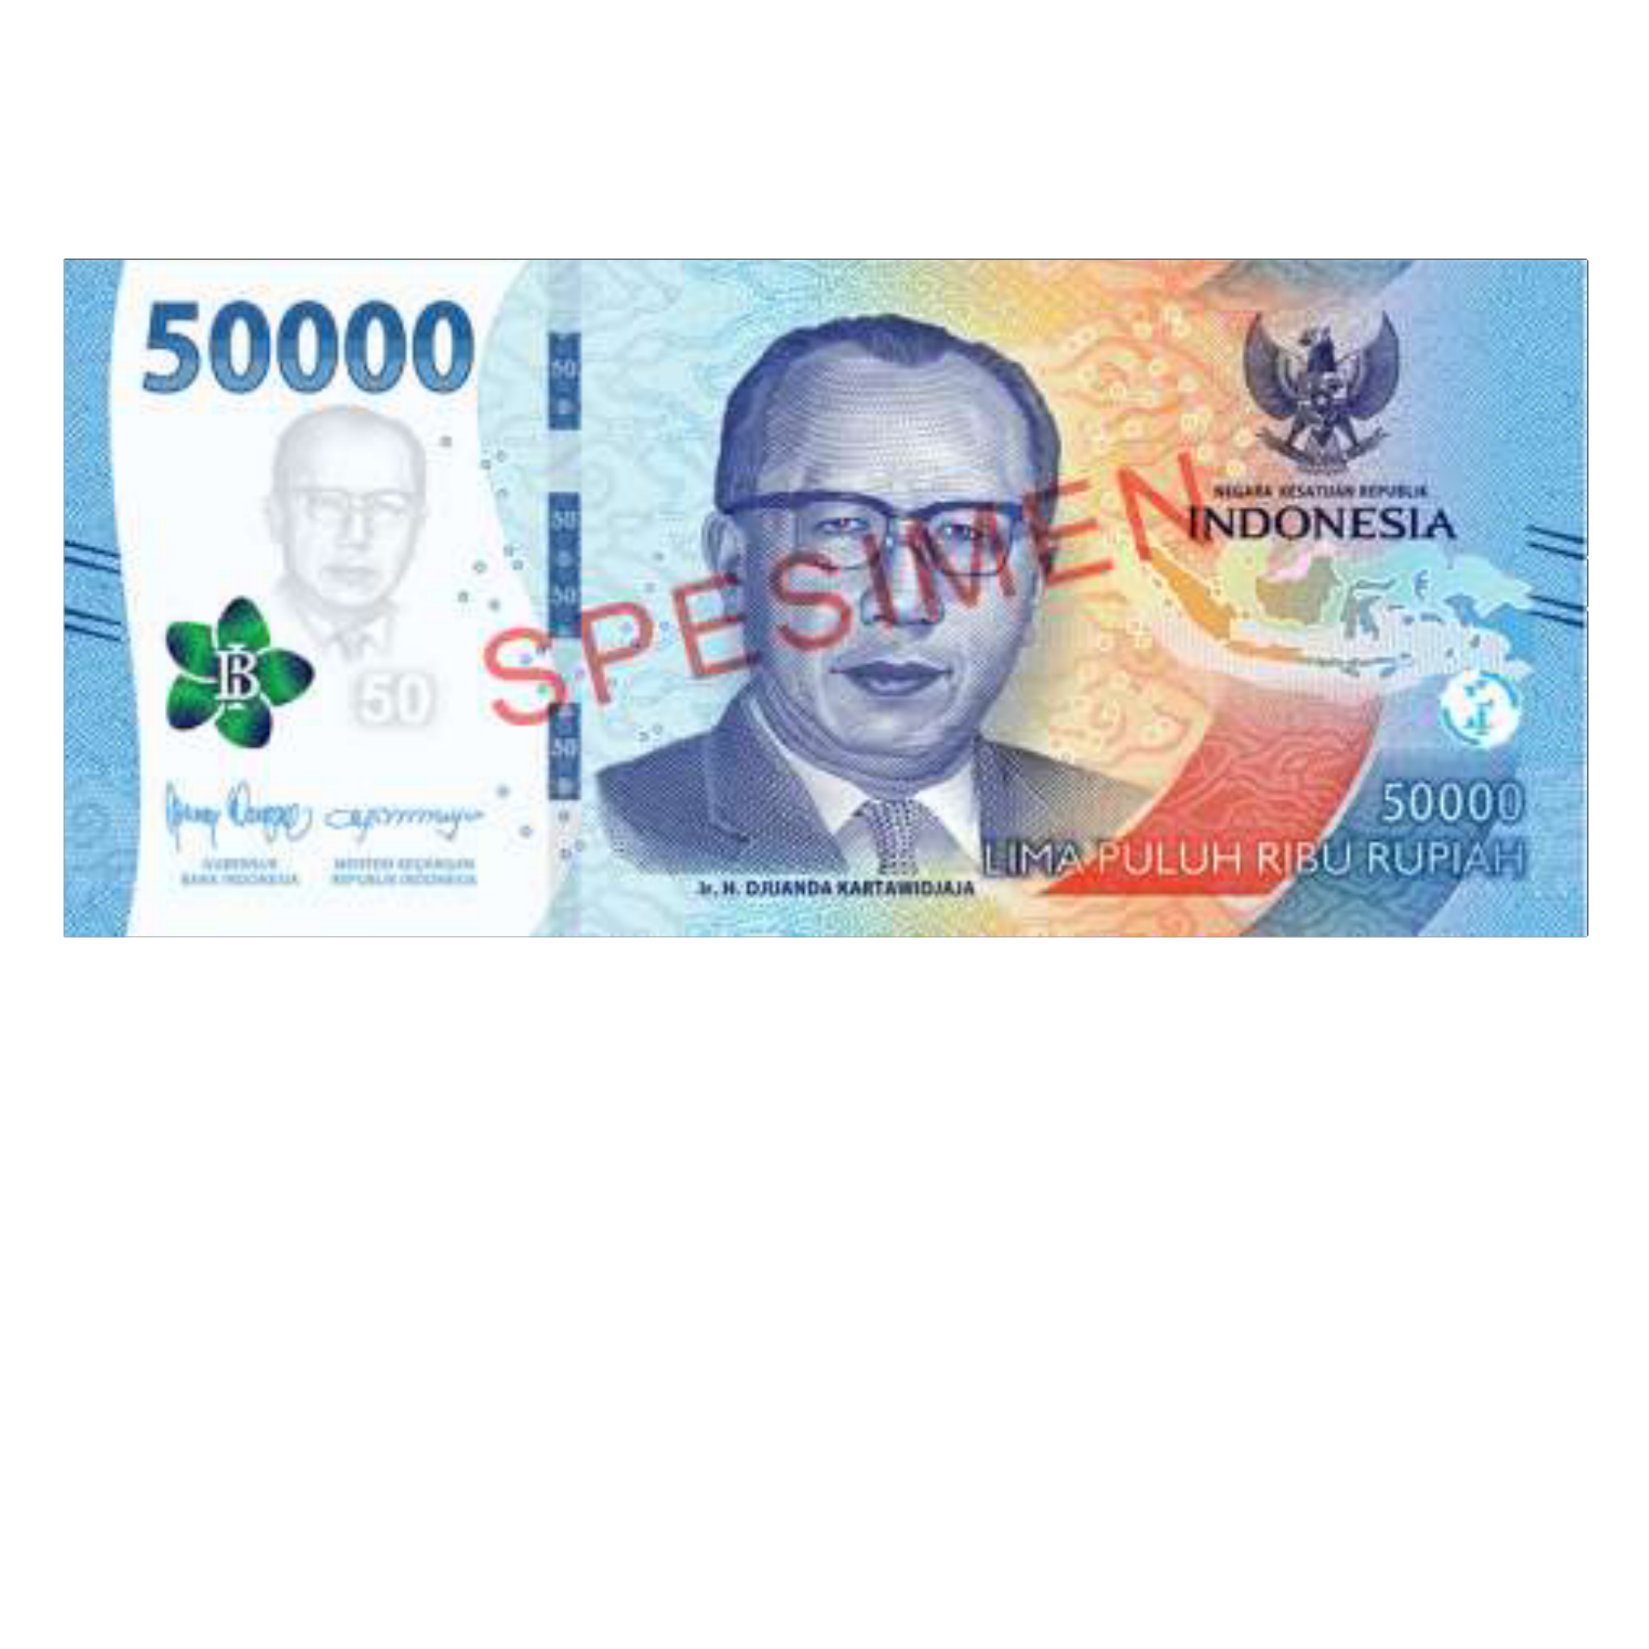 50000
50
50
50
50
50
SPESIMEN
NEGARA KESATUAN REPUBLIK
INDONESIA
BI
GUBERNUR
BANK INDONESIA
MENTERI KEUANGAN
REPUBLIK INDONESIA
50000
LIMA PULUH RIBU RUPIAH
Ir. H. DJUANDA KARTAWIDJAJA